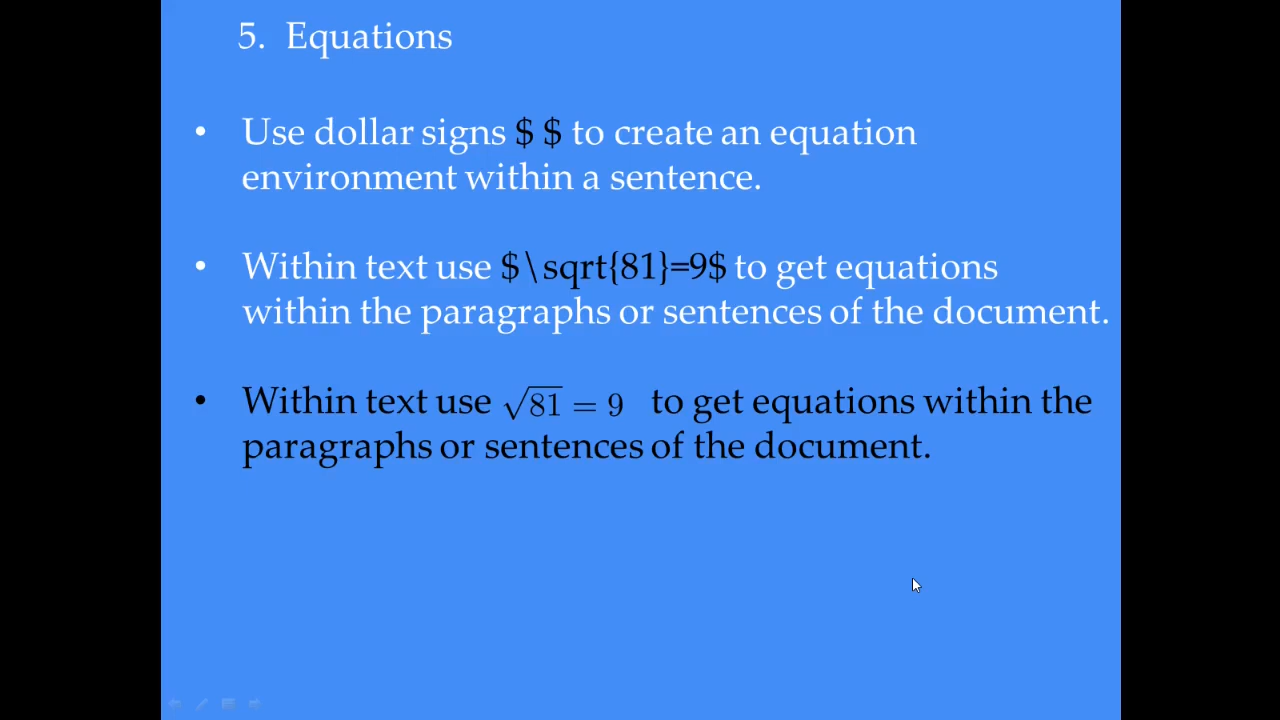 5. Equations
• Use dollar signs $ $ to create an equation
environment within a sentence.
• Within text use $\sqrt{81}=9$ to get equations
within the paragraphs or sentences of the document.
• Within text use √81 = 9 to get equations within the
paragraphs or sentences of the document.